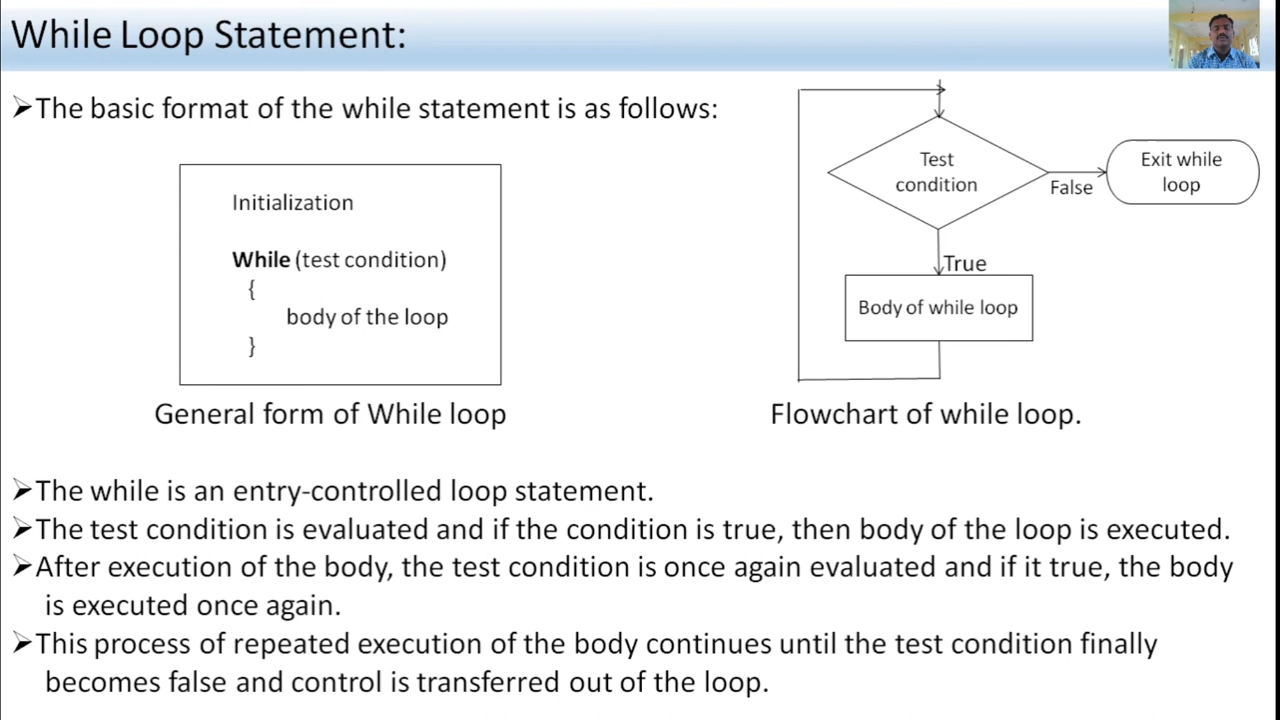 While Loop Statement:
➢The basic format of the while statement is as follows:
Initialization
While (test condition)
{
body of the loop
}
General form of While loop
Test
condition
False
Exit while
loop
True
Body of while loop
Flowchart of while loop.
➢The while is an entry-controlled loop statement.
➢The test condition is evaluated and if the condition is true, then body of the loop is executed.
➢After execution of the body, the test condition is once again evaluated and if it true, the body
is executed once again.
➢This process of repeated execution of the body continues until the test condition finally
becomes false and control is transferred out of the loop.